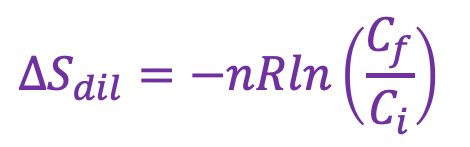 ΔS_dil = −nRln(C_f/C_i)